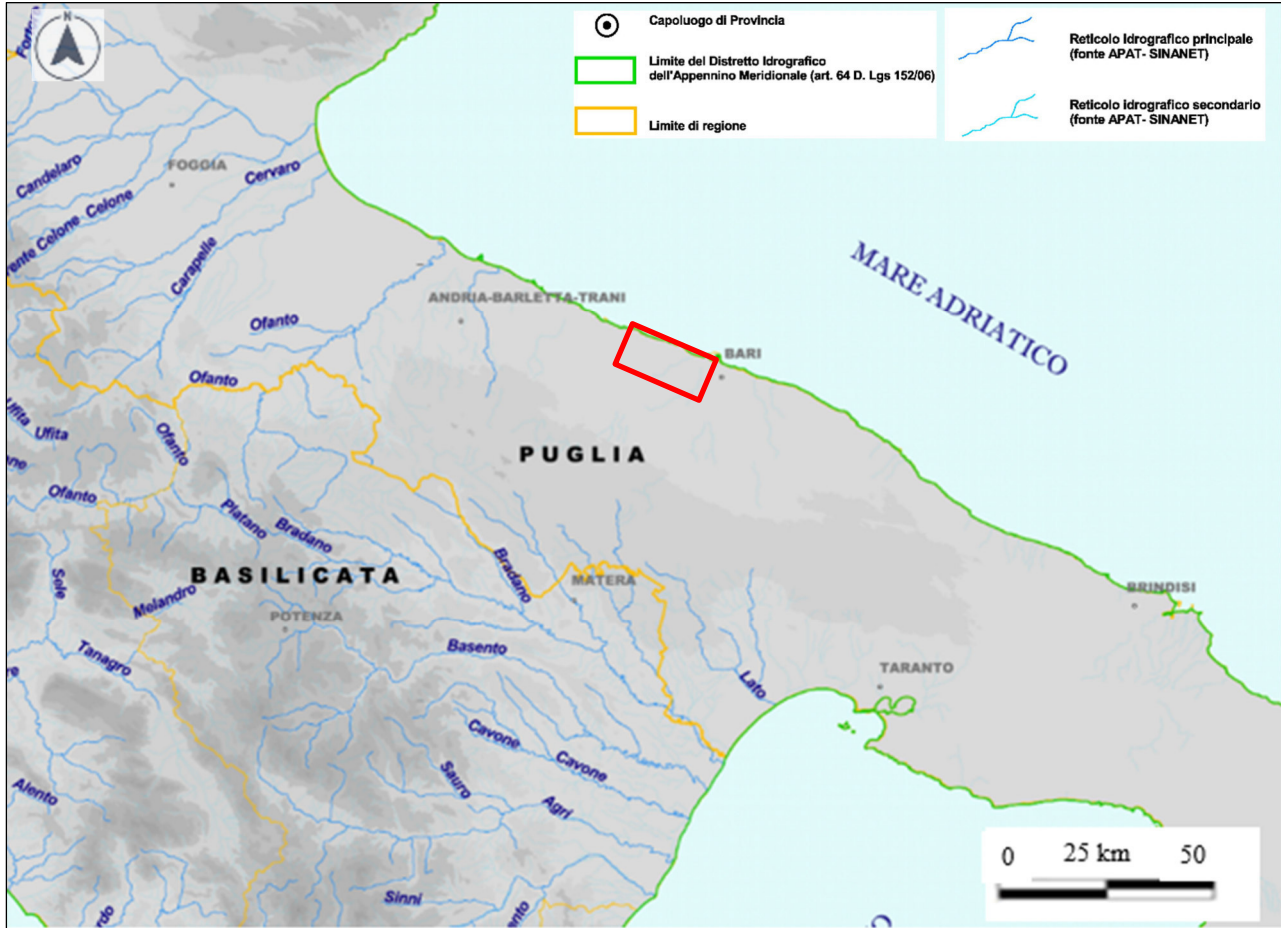 N
Capoluogo di Provincia
Limite del Distretto Idrografico
dell'Appennino Meridionale (art. 64 D. Lgs 152/06)
Limite di regione
Reticolo idrografico principale
(fonte APAT- SINANET)
Reticolo idrografico secondario
(fonte APAT- SINANET)
FOGGIA
Candelaro
Cervaro
Celone
Celone
Carapelle
MARE ADRIATICO
ANDRIA-BARLETTA-TRANI
Ofanto
BARI
Ofanto
Ufita
Ufita
Ofanto
PUGLIA
Ofanto
Platano
Bradano
Bradano
BASILICATA
MATERA
Sele
Melandro
BRINDISI
POTENZA
Basento
Tanagro
TARANTO
Lato
Cavone
Cavone
Sauro
Agri
Alento
Sinni
0 25 km 50